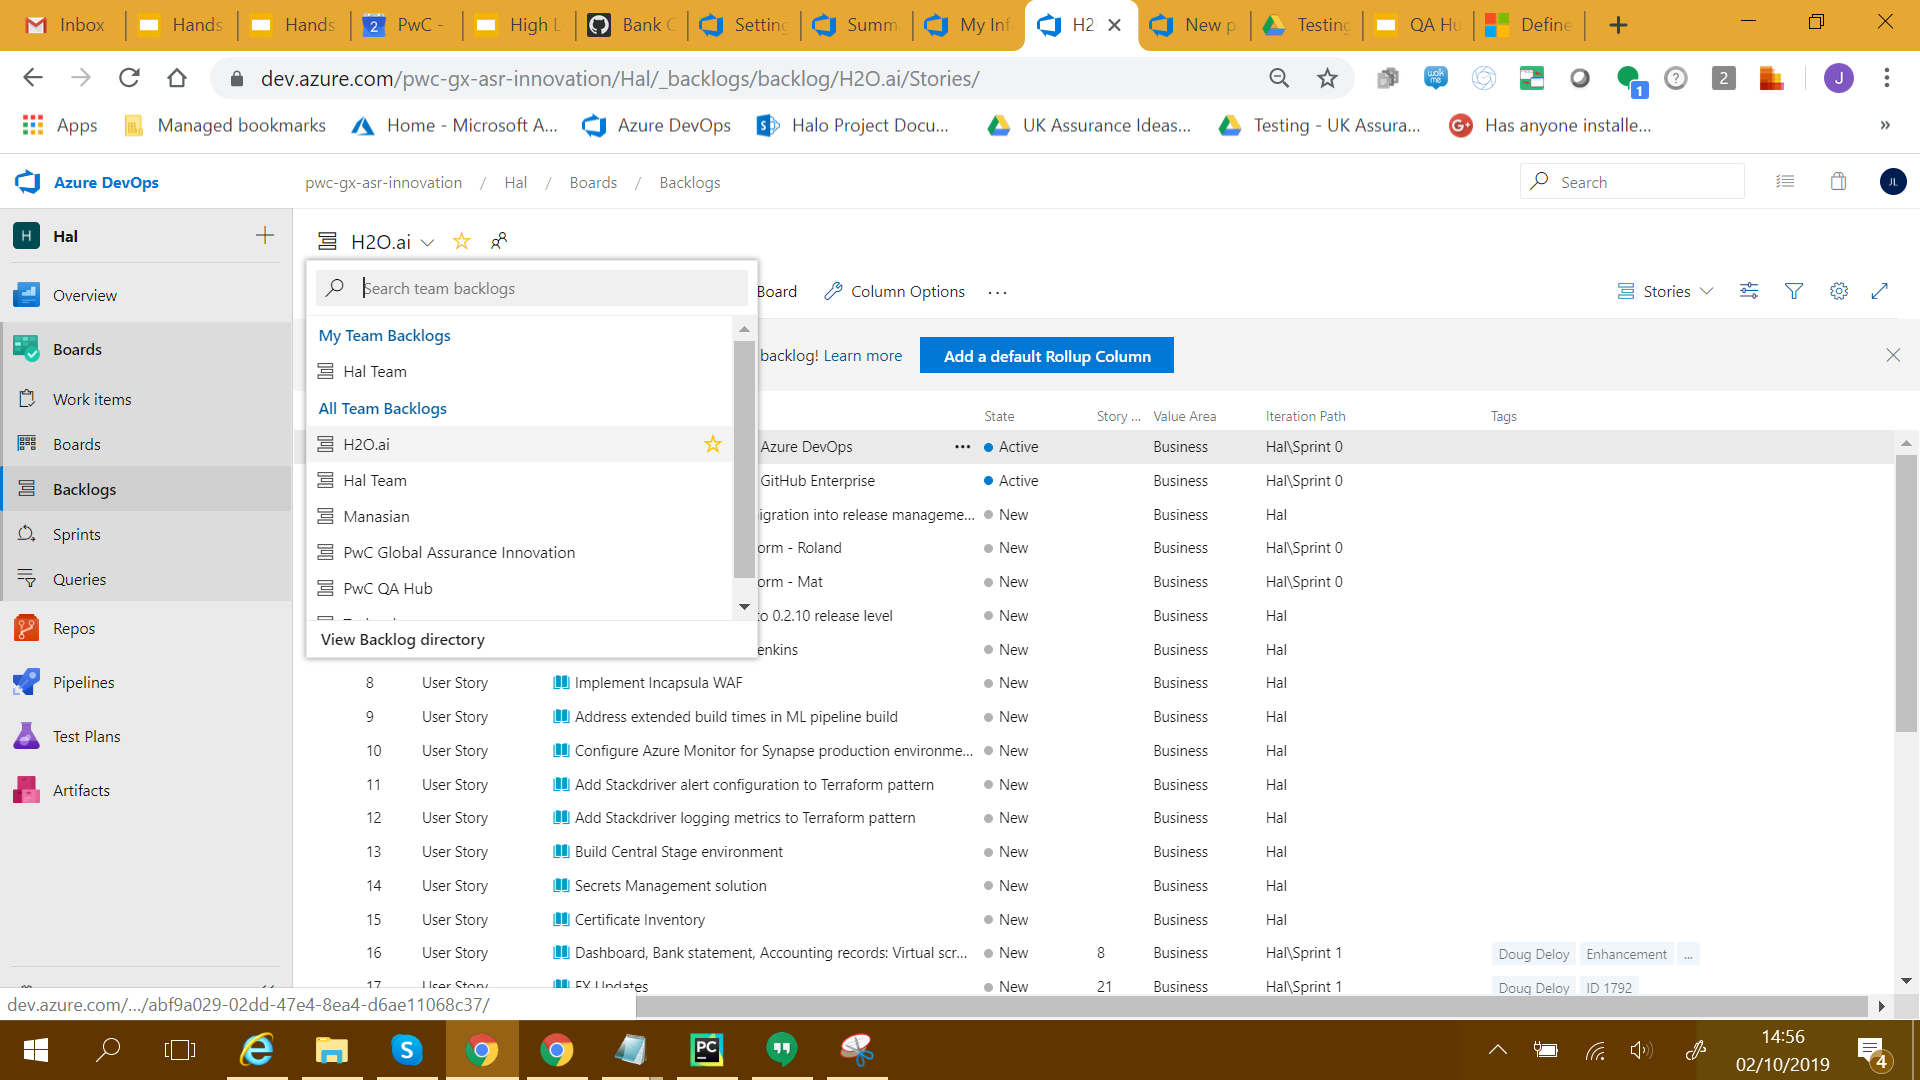 Inbox
Hands
Hands
2 PwC -
High L
Bank C
Setting
Summ
My Inf
H2
New p
Testing
QA Hu
Define
dev.azure.com/pwc-gx-asr-innovation/Hal/_backlogs/backlog/H2O.ai/Stories/
walk me
1
2
J
Apps
Managed bookmarks
Home - Microsoft A...
Azure DevOps
Halo Project Docu...
UK Assurance Ideas...
Testing - UK Assura...
G+ Has anyone installe...
»
Azure DevOps
pwc-gx-asr-innovation / Hal / Boards / Backlogs
Search
JL
H Hal
H2O.ai
Overview
Boards
Work items
Boards
Backlogs
Sprints
Queries
Repos
Pipelines
Test Plans
Artifacts
Search team backlogs
My Team Backlogs
Hal Team
All Team Backlogs
H2O.ai
Hal Team
Manasian
PwC Global Assurance Innovation
PwC QA Hub
View Backlog directory
Board
Column Options
...
Stories
backlog! Learn more
Add a default Rollup Column
State Story ... Value Area Iteration Path Tags
Azure DevOps ... Active Business Hal\Sprint 0
GitHub Enterprise Active Business Hal\Sprint 0
igration into release manageme... New Business Hal
orm - Roland New Business Hal\Sprint 0
orm - Mat New Business Hal\Sprint 0
to 0.2.10 release level New Business Hal
enkins New Business Hal
8 User Story Implement Incapsula WAF New Business Hal
9 User Story Address extended build times in ML pipeline build New Business Hal
10 User Story Configure Azure Monitor for Synapse production environme... New Business Hal
11 User Story Add Stackdriver alert configuration to Terraform pattern New Business Hal
12 User Story Add Stackdriver logging metrics to Terraform pattern New Business Hal
13 User Story Build Central Stage environment New Business Hal
14 User Story Secrets Management solution New Business Hal
15 User Story Certificate Inventory New Business Hal
16 User Story Dashboard, Bank statement, Accounting records: Virtual scr... New 8 Business Hal\Sprint 1 Doug Deloy Enhancement ...
17 User Story FX Updates New 21 Business Hal\Sprint 1 Doug Deloy ID 1792
dev.azure.com/.../abf9a029-02dd-47e4-8ea4-d6ae11068c37/
PC
14:56
02/10/2019
4